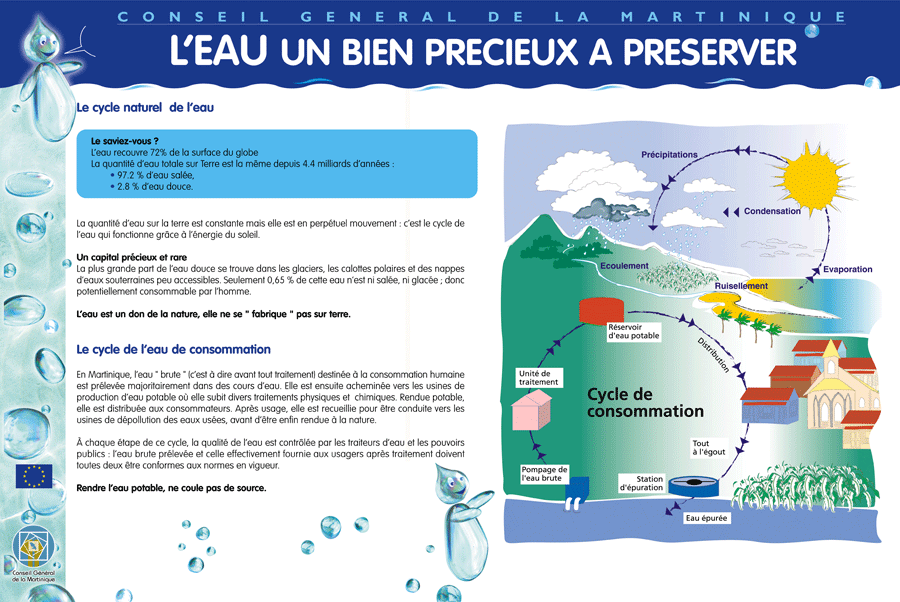 CONSEIL GENERAL DE LA MARTINIQUE
L'EAU UN BIEN PRECIEUX A PRESERVER
Le cycle naturel de l'eau
Le saviez-vous ?
L'eau recouvre 72% de la surface du globe
La quantité d'eau totale sur Terre est la même depuis 4.4 milliards d'années :
• 97.2 % d'eau salée,
• 2.8 % d'eau douce.
La quantité d'eau sur la terre est constante mais elle est en perpétuel mouvement : c'est le cycle de
l'eau qui fonctionne grâce à l'énergie du soleil.
Un capital précieux et rare
La plus grande part de l'eau douce se trouve dans les glaciers, les calottes polaires et des nappes
d'eaux souterraines peu accessibles. Seulement 0,65 % de cette eau n'est ni salée, ni glacée ; donc
potentiellement consommable par l'homme.
L'eau est un don de la nature, elle ne se " fabrique " pas sur terre.
Le cycle de l'eau de consommation
En Martinique, l'eau " brute " (c'est à dire avant tout traitement) destinée à la consommation humaine
est prélevée majoritairement dans des cours d'eau. Elle est ensuite acheminée vers les usines de
production d'eau potable où elle subit divers traitements physiques et chimiques. Rendue potable,
elle est distribuée aux consommateurs. Après usage, elle est recueillie pour être conduite vers les
usines de dépollution des eaux usées, avant d'être enfin rendue à la nature.
À chaque étape de ce cycle, la qualité de l'eau est contrôlée par les traiteurs d'eau et les pouvoirs
publics : l'eau brute prélevée et celle effectivement fournie aux usagers après traitement doivent
toutes deux être conformes aux normes en vigueur.
Rendre l'eau potable, ne coule pas de source.
Conseil Général
de la Martinique
Précipitations
Condensation
Evaporation
Ecoulement
Ruisellement
Réservoir
d'eau potable
Distribution
Unité de
traitement
Cycle de
consommation
Tout
à l'égout
Pompage de
l'eau brute
Station
d'épuration
Eau épurée